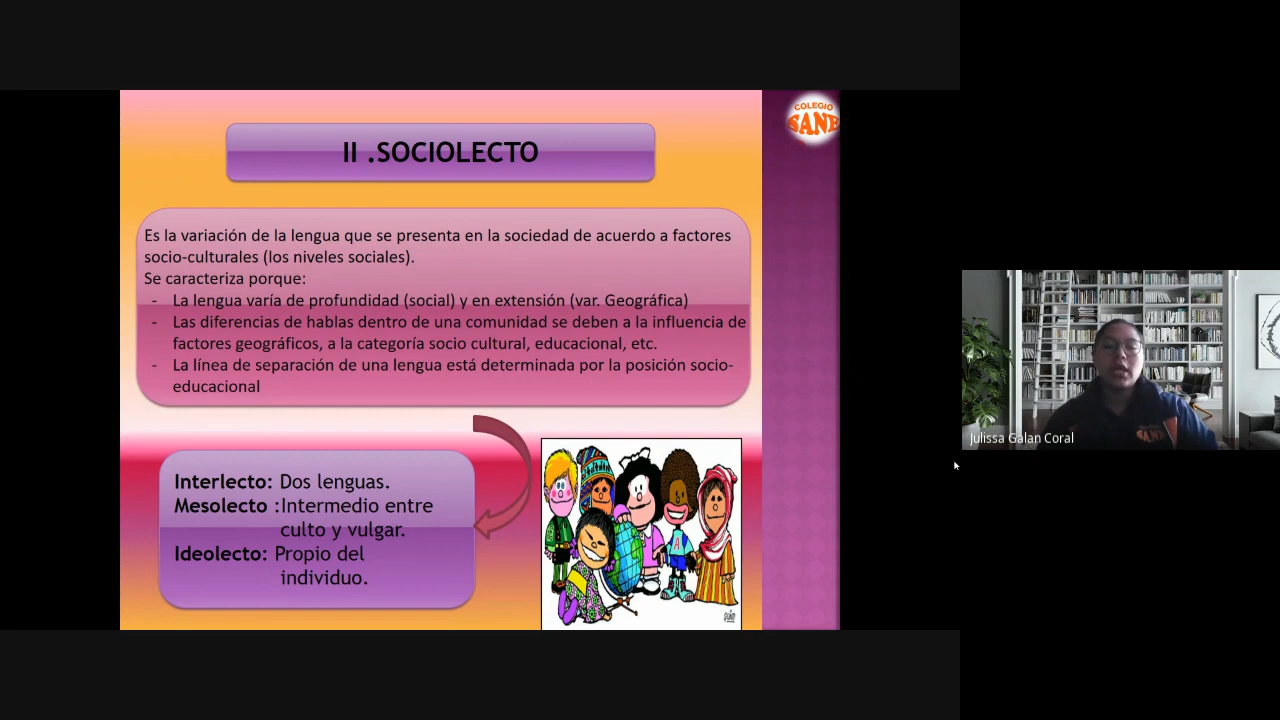 COLEGIO
SANE
II .SOCIOLECTO
Es la variación de la lengua que se presenta en la sociedad de acuerdo a factores
socio-culturales (los niveles sociales).
Se caracteriza porque:
- La lengua varía de profundidad (social) y en extensión (var. Geográfica)
- Las diferencias de hablas dentro de una comunidad se deben a la influencia de
factores geográficos, a la categoría socio cultural, educacional, etc.
- La línea de separación de una lengua está determinada por la posición socio-
educacional
Interlecto: Dos lenguas.
Mesolecto :Intermedio entre
culto y vulgar.
Ideolecto: Propio del
individuo.
A
Julissa Galan Coral